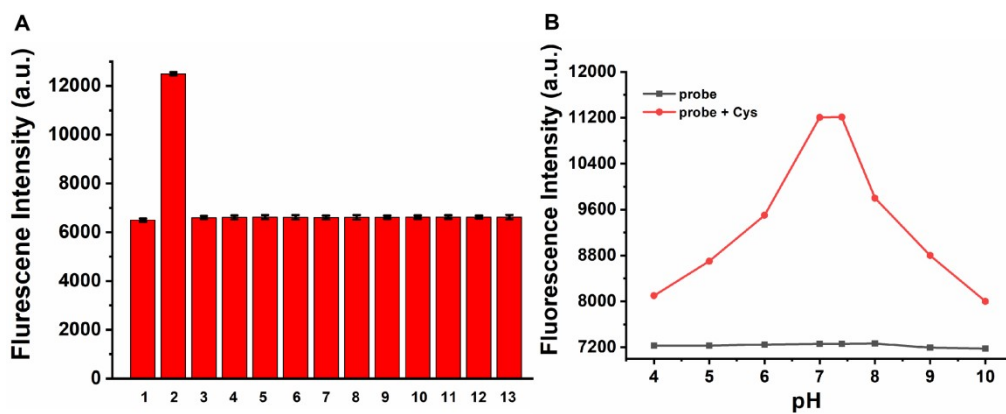 A
Flurescene Intensity (a.u.)
12000
10000
8000
6000
4000
2000
0
1 2 3 4 5 6 7 8 9 10 11 12 13
B
Fluorescence Intensity (a.u.)
12000
11200
10400
9600
8800
8000
7200
probe
probe + Cys
4 5 6 7 8 9 10
pH